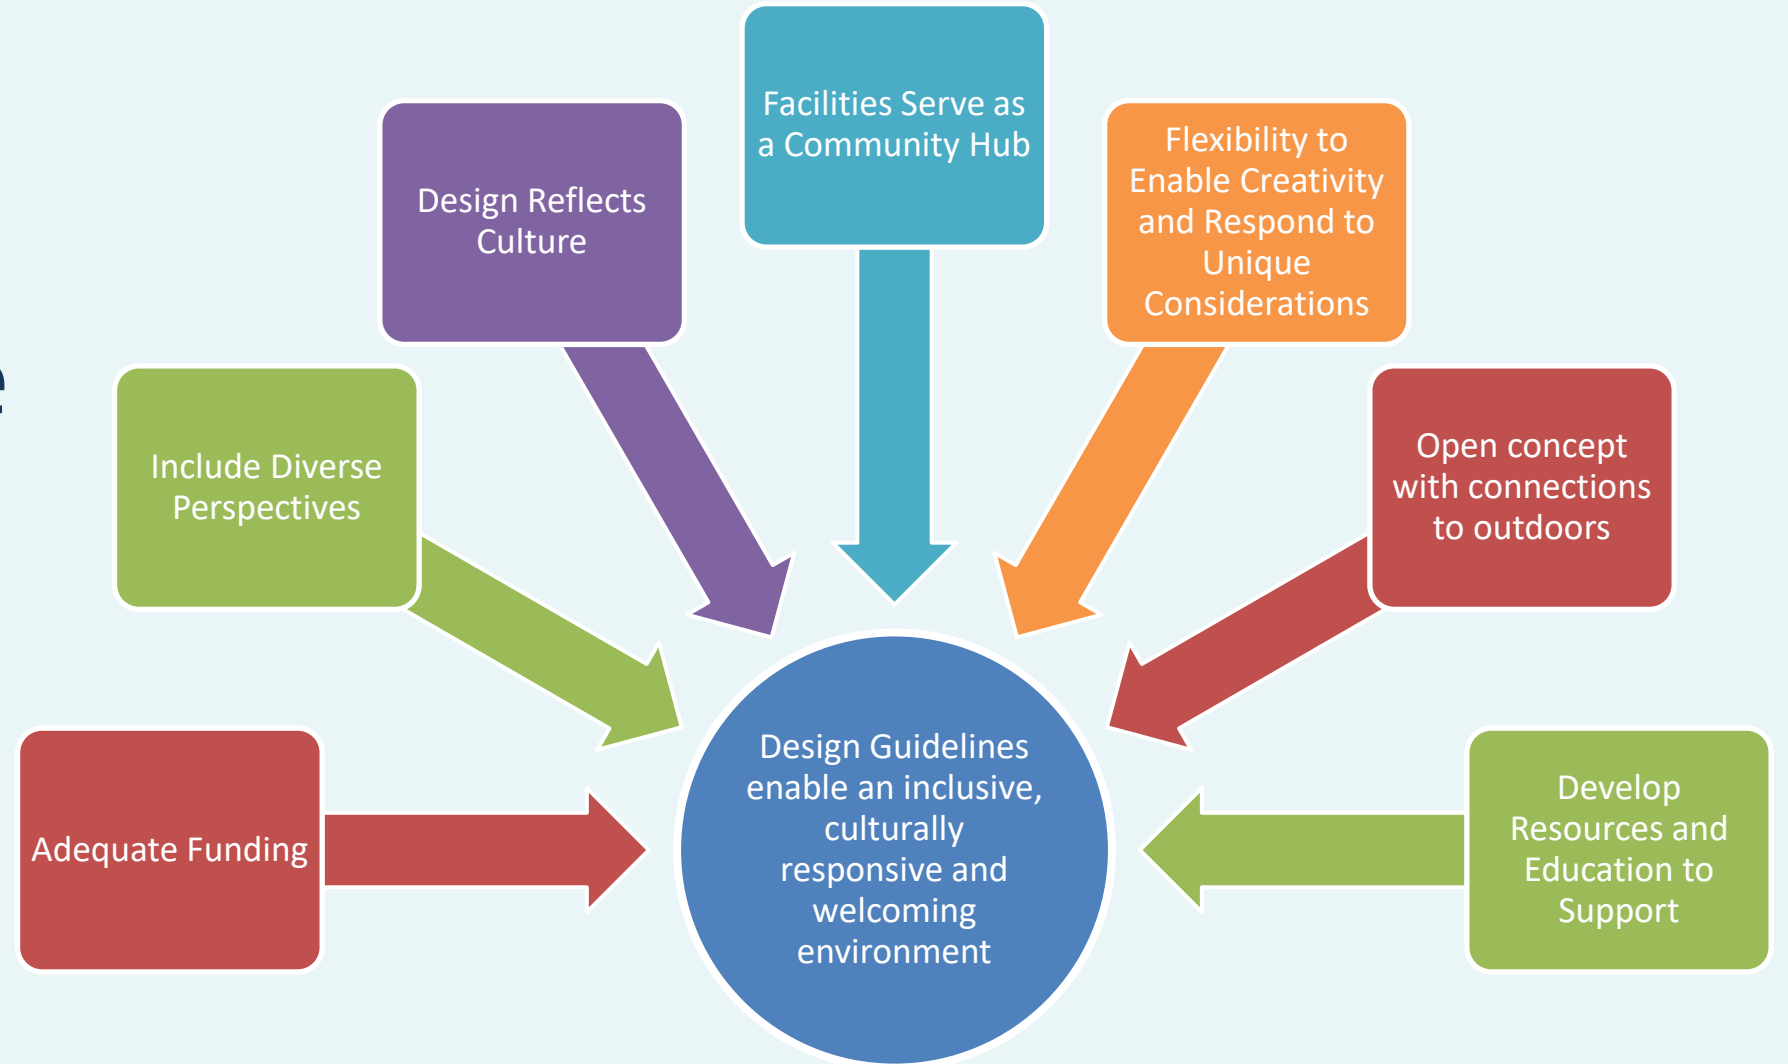 Facilities Serve as
a Community Hub
Design Reflects
Culture
Flexibility to
Enable Creativity
and Respond to
Unique
Considerations
Include Diverse
Perspectives
Open concept
with connections
to outdoors
Adequate Funding
Design Guidelines
enable an inclusive,
culturally
responsive and
welcoming
environment
Develop
Resources and
Education to
Support